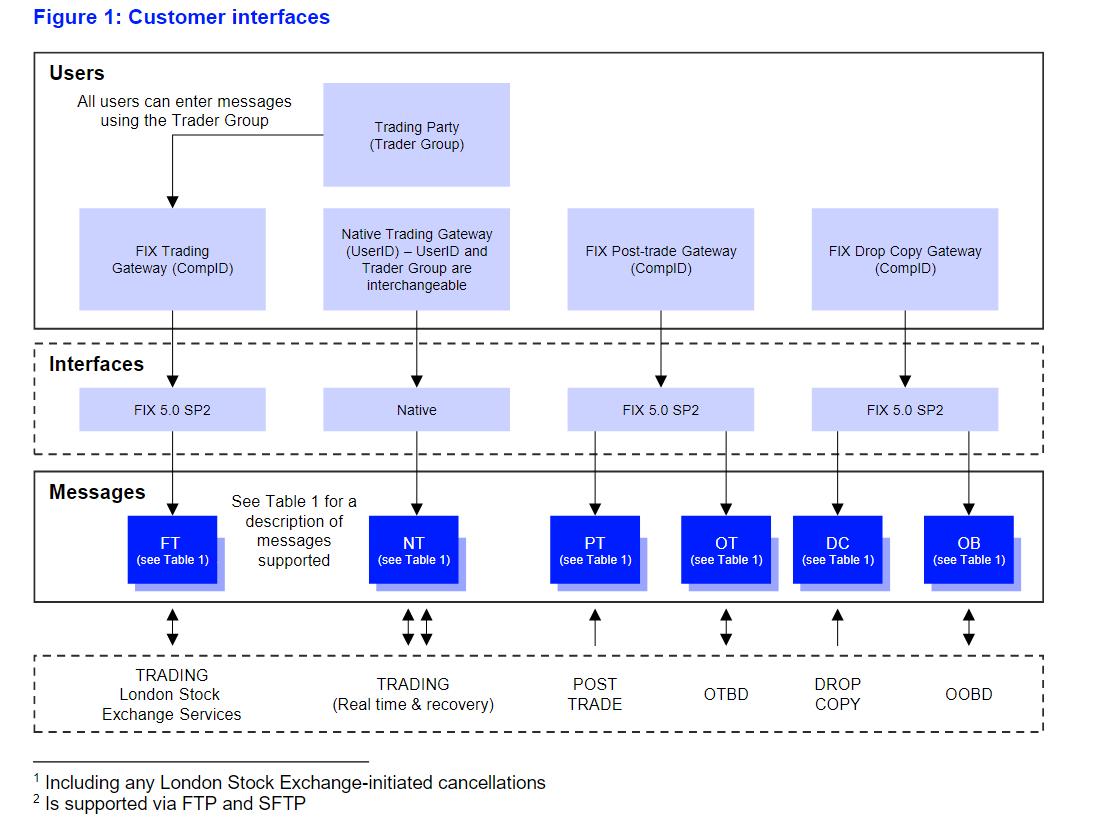 Figure 1: Customer interfaces
Users
All users can enter messages
using the Trader Group
Trading Party
(Trader Group)
FIX Trading
Gateway (CompID)
Native Trading Gateway
(UserID) – UserID and
Trader Group are
interchangeable
FIX Post-trade Gateway
(CompID)
FIX Drop Copy Gateway
(CompID)
Interfaces
FIX 5.0 SP2
Native
FIX 5.0 SP2
FIX 5.0 SP2
Messages
See Table 1 for a
description of
messages
supported
FT
(see Table 1)
NT
(see Table 1)
PT
(see Table 1)
OT
(see Table 1)
DC
(see Table 1)
OB
(see Table 1)
TRADING
London Stock
Exchange Services
TRADING
(Real time & recovery)
POST
TRADE
OTBD
DROP
COPY
OOBD
1 Including any London Stock Exchange-initiated cancellations
2 Is supported via FTP and SFTP